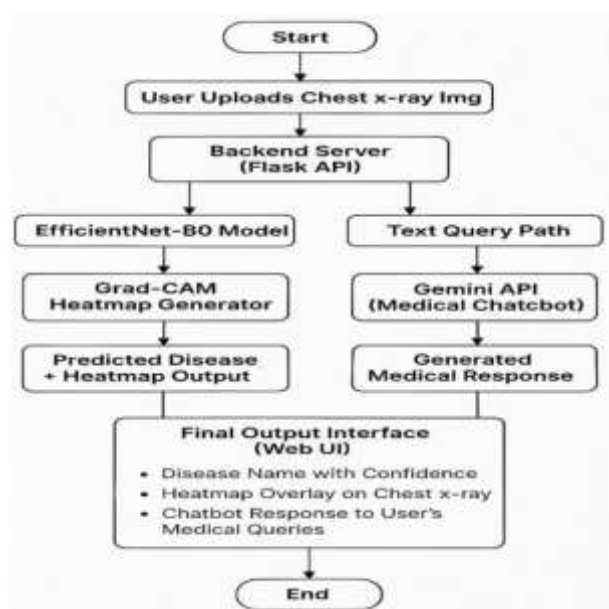 Start
User Uploads Chest x-ray Img
Backend Server
(Flask API)
EfficientNet-B0 Model
Text Query Path
Grad-CAM
Heatmap Generator
Gemini API
(Medical Chatcbot)
Predicted Disease
+ Heatmap Output
Generated
Medical Response
Final Output Interface
(Web UI)
• Disease Name with Confidence
• Heatmap Overlay on Chest x-ray
• Chatbot Response to User's
Medical Queries
End